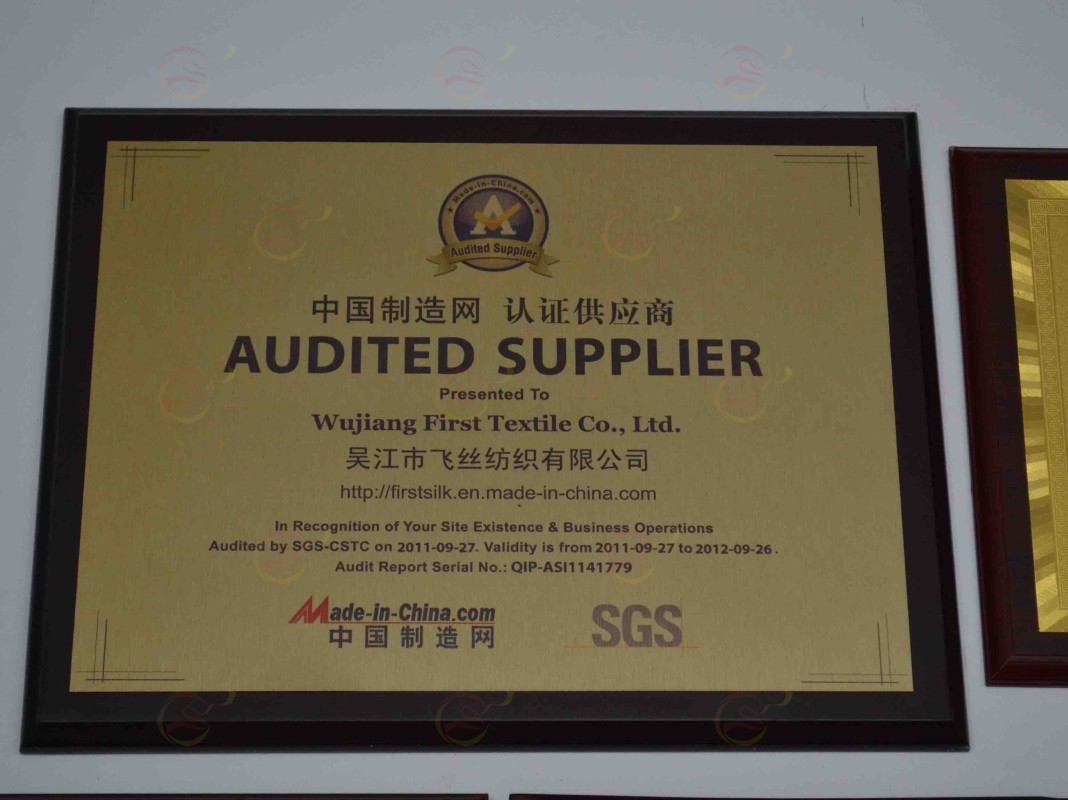 Made-in-China.com
A
Audited Supplier
中国制造网 认证供应商
AUDITED SUPPLIER
Presented To
Wujiang First Textile Co., Ltd.
吴江市飞丝纺织有限公司
http://firstsilk.en.made-in-china.com
In Recognition of Your Site Existence & Business Operations
Audited by SGS-CSTC on 2011-09-27. Validity is from 2011-09-27 to 2012-09-26.
Audit Report Serial No.: QIP-ASI1141779
Made-in-China.com
中国制造网
SGS